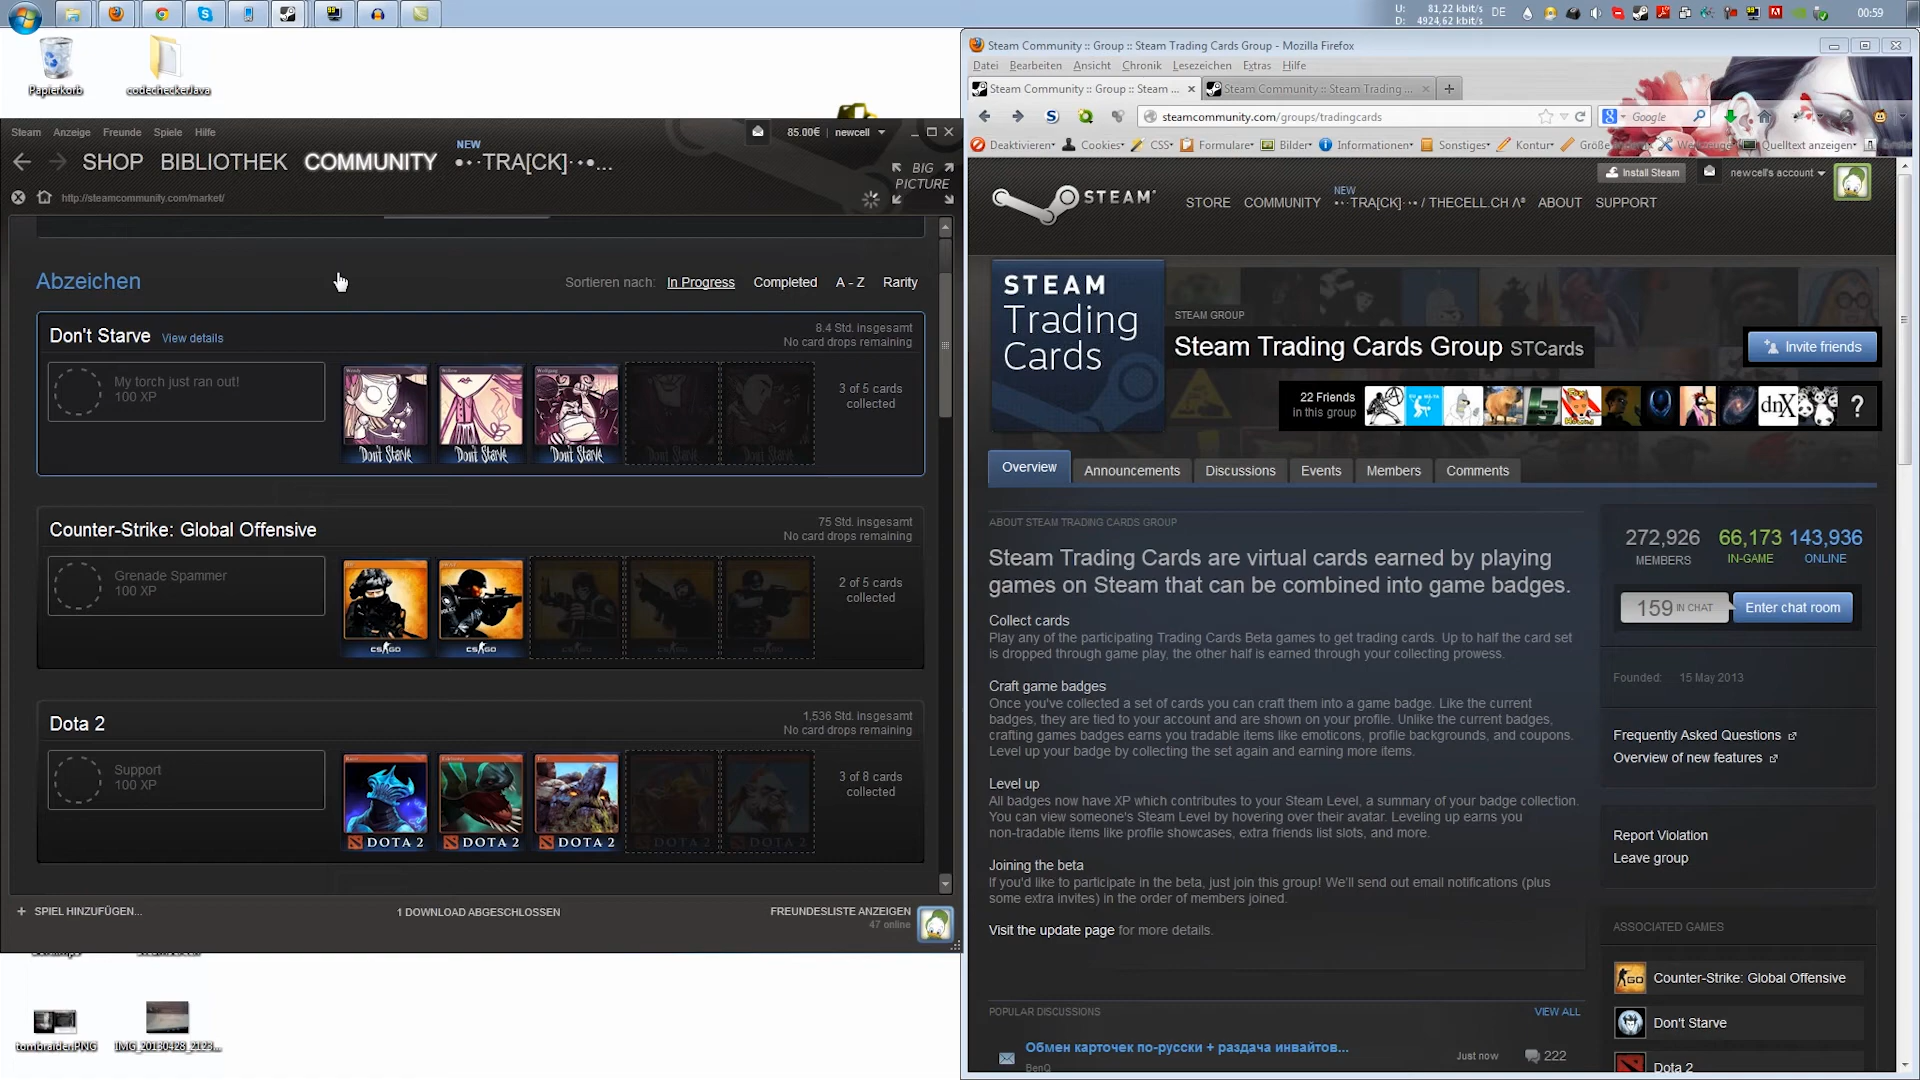 U: 81,22 kbit/s
D: 4924,62 kbit/s
DE
00:59
Papierkorb
codecheckerJava
Steam Anzeige Freunde Spiele Hilfe
85.00€ newcell
NEW
SHOP BIBLIOTHEK COMMUNITY •••TRA[CK]•••...
BIG
PICTURE
http://steamcommunity.com/market/
Abzeichen
Sortieren nach: In Progress Completed A - Z Rarity
Don't Starve View details
8.4 Std. insgesamt
No card drops remaining
My torch just ran out!
100 XP
Wendy
Willow
Wolfgang
Don't Starve
Don't Starve
Don't Starve
3 of 5 cards
collected
Counter-Strike: Global Offensive
75 Std. insgesamt
No card drops remaining
Grenade Spammer
100 XP
CS GO
CS GO
2 of 5 cards
collected
Dota 2
1,536 Std. insgesamt
No card drops remaining
Support
100 XP
DOTA 2
DOTA 2
DOTA 2
3 of 8 cards
collected
+ SPIEL HINZUFÜGEN...
1 DOWNLOAD ABGESCHLOSSEN
FREUNDESLISTE ANZEIGEN
47 online
tombraider.PNG
IMG_20130428_2123...
Steam Community :: Group :: Steam Trading Cards Group - Mozilla Firefox
Datei Bearbeiten Ansicht Chronik Lesezeichen Extras Hilfe
Steam Community :: Group :: Steam ...
Steam Community :: Steam Trading ...
steamcommunity.com/groups/tradingcards
Google
Deaktivieren Cookies CSS Formulare Bilder Informationen Sonstiges Kontur Größe Werkzeuge Quelltext anzeigen
Install Steam
newcell's account
STEAM
STORE COMMUNITY
NEW
•••TRA[CK]••• / THECELL.CH Λ³
ABOUT SUPPORT
STEAM
Trading
Cards
STEAM GROUP
Steam Trading Cards Group STCards
Invite friends
22 Friends
in this group
dnX
?
Overview Announcements Discussions Events Members Comments
ABOUT STEAM TRADING CARDS GROUP
Steam Trading Cards are virtual cards earned by playing
games on Steam that can be combined into game badges.
Collect cards
Play any of the participating Trading Cards Beta games to get trading cards. Up to half the card set
is dropped through game play, the other half is earned through your collecting prowess.
Craft game badges
Once you've collected a set of cards you can craft them into a game badge. Like the current
badges, they are tied to your account and are shown on your profile. Unlike the current badges,
crafting games badges earns you tradable items like emoticons, profile backgrounds, and coupons.
Level up your badge by collecting the set again and earning more items.
Level up
All badges now have XP which contributes to your Steam Level, a summary of your badge collection.
You can view someone's Steam Level by hovering over their avatar. Leveling up earns you
non-tradable items like profile showcases, extra friends list slots, and more.
Joining the beta
If you'd like to participate in the beta, just join this group! We'll send out email notifications (plus
some extra invites) in the order of members joined.
Visit the update page for more details.
272,926 MEMBERS
66,173 IN-GAME
143,936 ONLINE
159 IN CHAT
Enter chat room
Founded: 15 May 2013
Frequently Asked Questions
Overview of new features
Report Violation
Leave group
ASSOCIATED GAMES
Counter-Strike: Global Offensive
Don't Starve
Dota 2
POPULAR DISCUSSIONS
VIEW ALL
Обмен карточек по-русски + раздача инвайтов...
BenQ
Just now
222